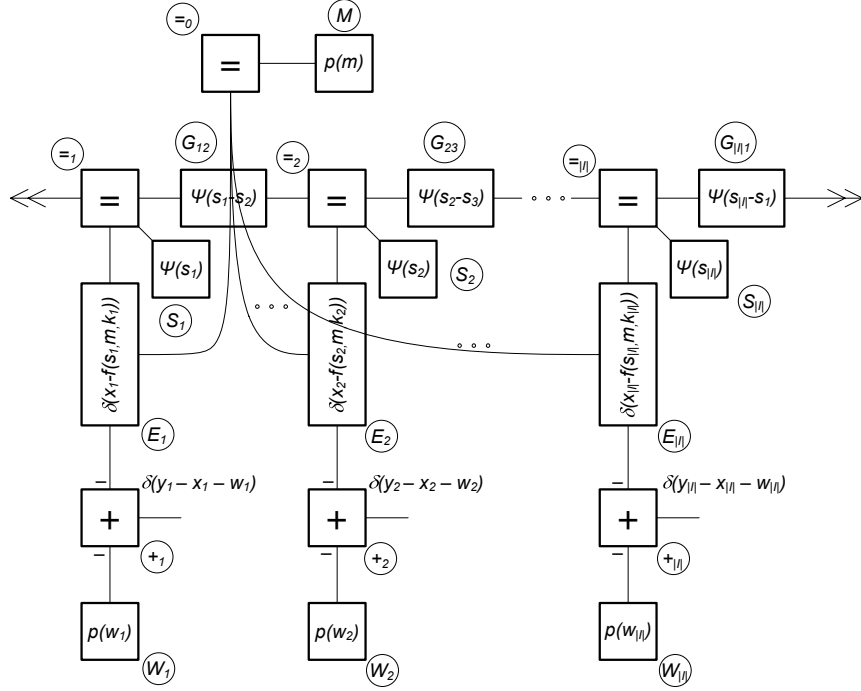 =₀ M
= p(m)
=₁ G₁₂ =₂ G₂₃ =|I| G|I|1
= Ψ(s₁-s₂) = Ψ(s₂-s₃) = Ψ(s|I|-s₁)
Ψ(s₁) Ψ(s₂) Ψ(s|I|)
S₁ S₂ S|I|
δ(x₁-f(s₁,m,k₁)) δ(x₂-f(s₂,m,k₂)) δ(x|I|-f(s|I|,m,k|I|))
E₁ E₂ E|I|
– δ(y₁ – x₁ – w₁) – δ(y₂ – x₂ – w₂) – δ(y|I| – x|I| – w|I|)
+ + +
– +₁ – +₂ – +|I|
p(w₁) p(w₂) p(w|I|)
W₁ W₂ W|I|